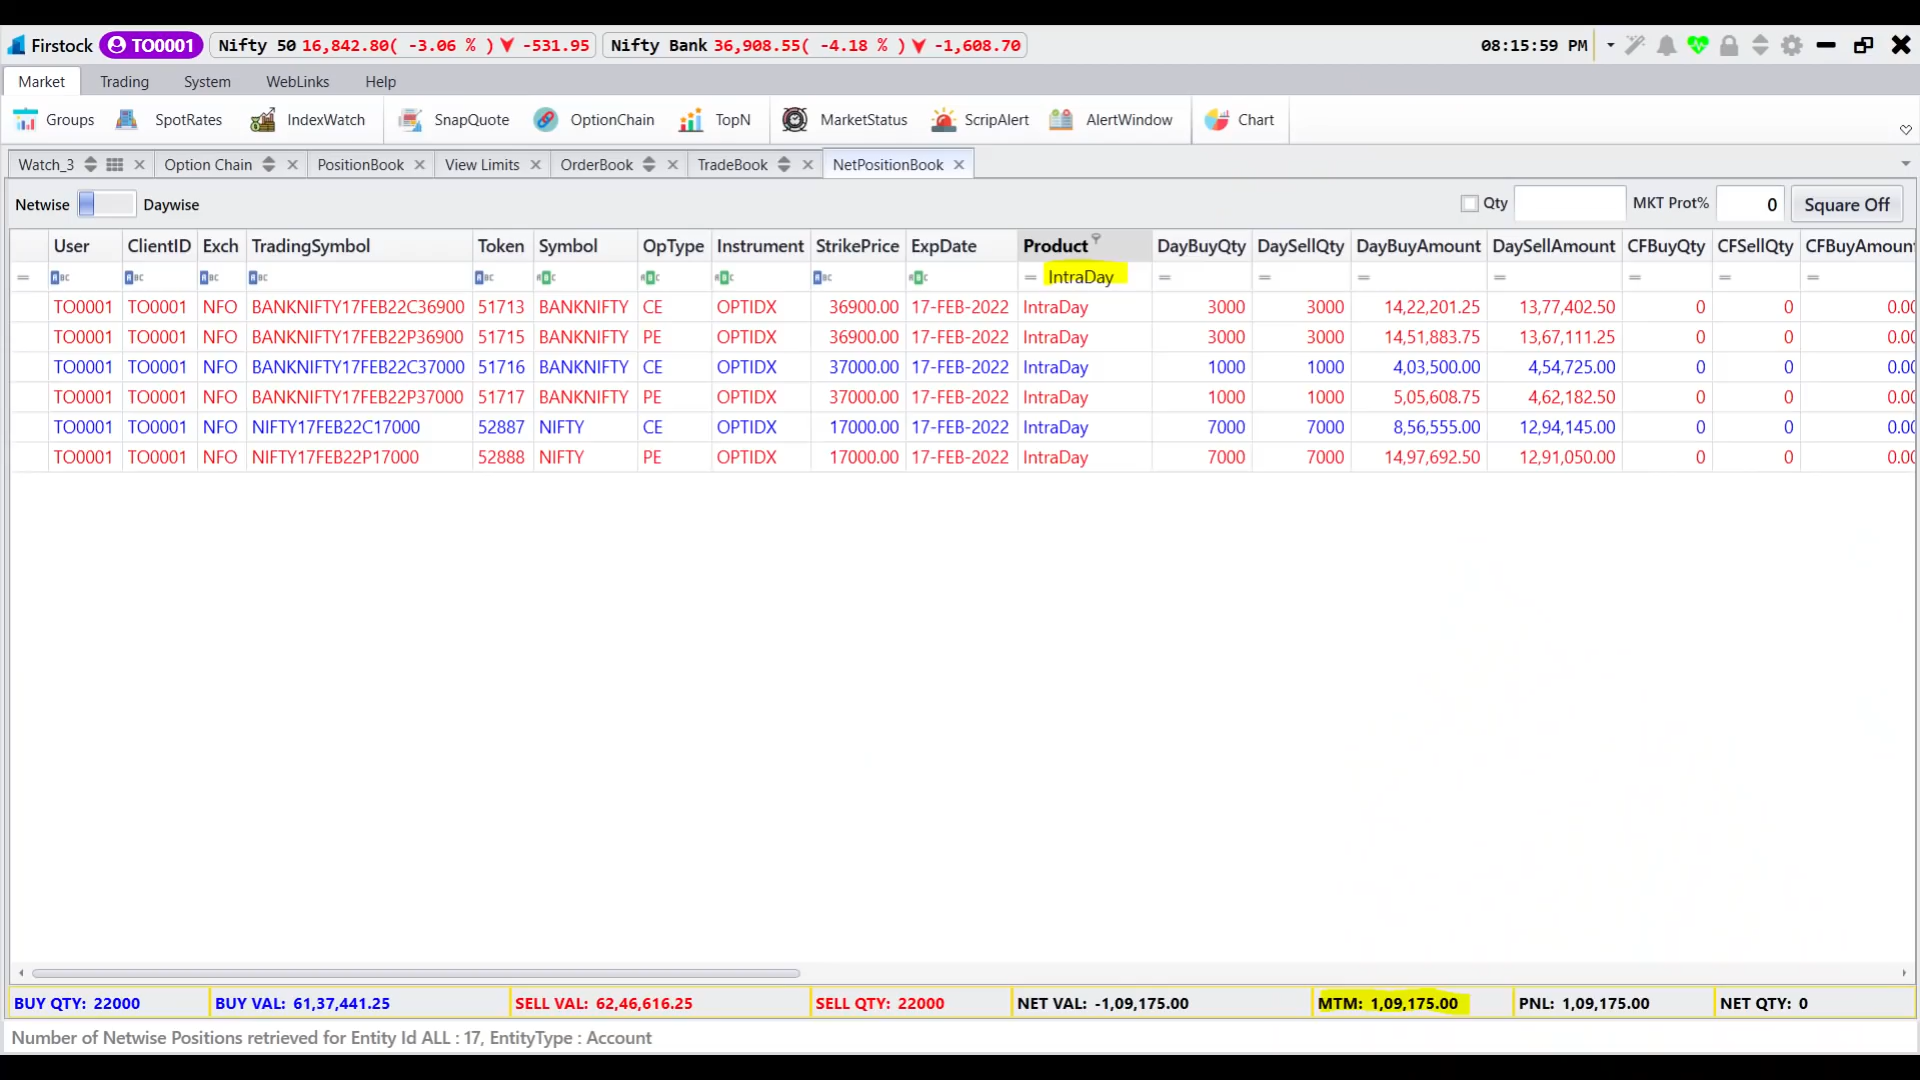 Firstock TO0001 Nifty 50 16,842.80( -3.06 % ) -531.95 Nifty Bank 36,908.55( -4.18 % ) -1,608.70 08:15:59 PM
Market Trading System WebLinks Help
Groups SpotRates IndexWatch SnapQuote OptionChain TopN MarketStatus ScripAlert AlertWindow Chart
Watch_3 Option Chain PositionBook View Limits OrderBook TradeBook NetPositionBook
Netwise Daywise Qty MKT Prot% 0 Square Off
User ClientID Exch TradingSymbol Token Symbol OpType Instrument StrikePrice ExpDate Product DayBuyQty DaySellQty DayBuyAmount DaySellAmount CFBuyQty CFSellQty CFBuyAmoun
= IntraDay = = = = = = =
TO0001 TO0001 NFO BANKNIFTY17FEB22C36900 51713 BANKNIFTY CE OPTIDX 36900.00 17-FEB-2022 IntraDay 3000 3000 14,22,201.25 13,77,402.50 0 0 0.00
TO0001 TO0001 NFO BANKNIFTY17FEB22P36900 51715 BANKNIFTY PE OPTIDX 36900.00 17-FEB-2022 IntraDay 3000 3000 14,51,883.75 13,67,111.25 0 0 0.00
TO0001 TO0001 NFO BANKNIFTY17FEB22C37000 51716 BANKNIFTY CE OPTIDX 37000.00 17-FEB-2022 IntraDay 1000 1000 4,03,500.00 4,54,725.00 0 0 0.00
TO0001 TO0001 NFO BANKNIFTY17FEB22P37000 51717 BANKNIFTY PE OPTIDX 37000.00 17-FEB-2022 IntraDay 1000 1000 5,05,608.75 4,62,182.50 0 0 0.00
TO0001 TO0001 NFO NIFTY17FEB22C17000 52887 NIFTY CE OPTIDX 17000.00 17-FEB-2022 IntraDay 7000 7000 8,56,555.00 12,94,145.00 0 0 0.00
TO0001 TO0001 NFO NIFTY17FEB22P17000 52888 NIFTY PE OPTIDX 17000.00 17-FEB-2022 IntraDay 7000 7000 14,97,692.50 12,91,050.00 0 0 0.00
BUY QTY: 22000 BUY VAL: 61,37,441.25 SELL VAL: 62,46,616.25 SELL QTY: 22000 NET VAL: -1,09,175.00 MTM: 1,09,175.00 PNL: 1,09,175.00 NET QTY: 0
Number of Netwise Positions retrieved for Entity Id ALL : 17, EntityType : Account